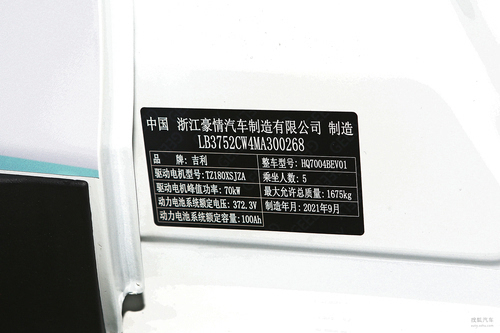 中国 浙江豪情汽车制造有限公司 制造
LB3752CW4MA300268
品 牌：吉利 整车型号：HQ7004BEV01
驱动电机型号：TZ180XSJZA 乘坐人数：5
驱动电机峰值功率：70kW 最大允许总质量：1675kg
动力电池系统额定电压：372.3V 制造年月：2021年9月
动力电池系统额定容量：100Ah
搜狐汽车